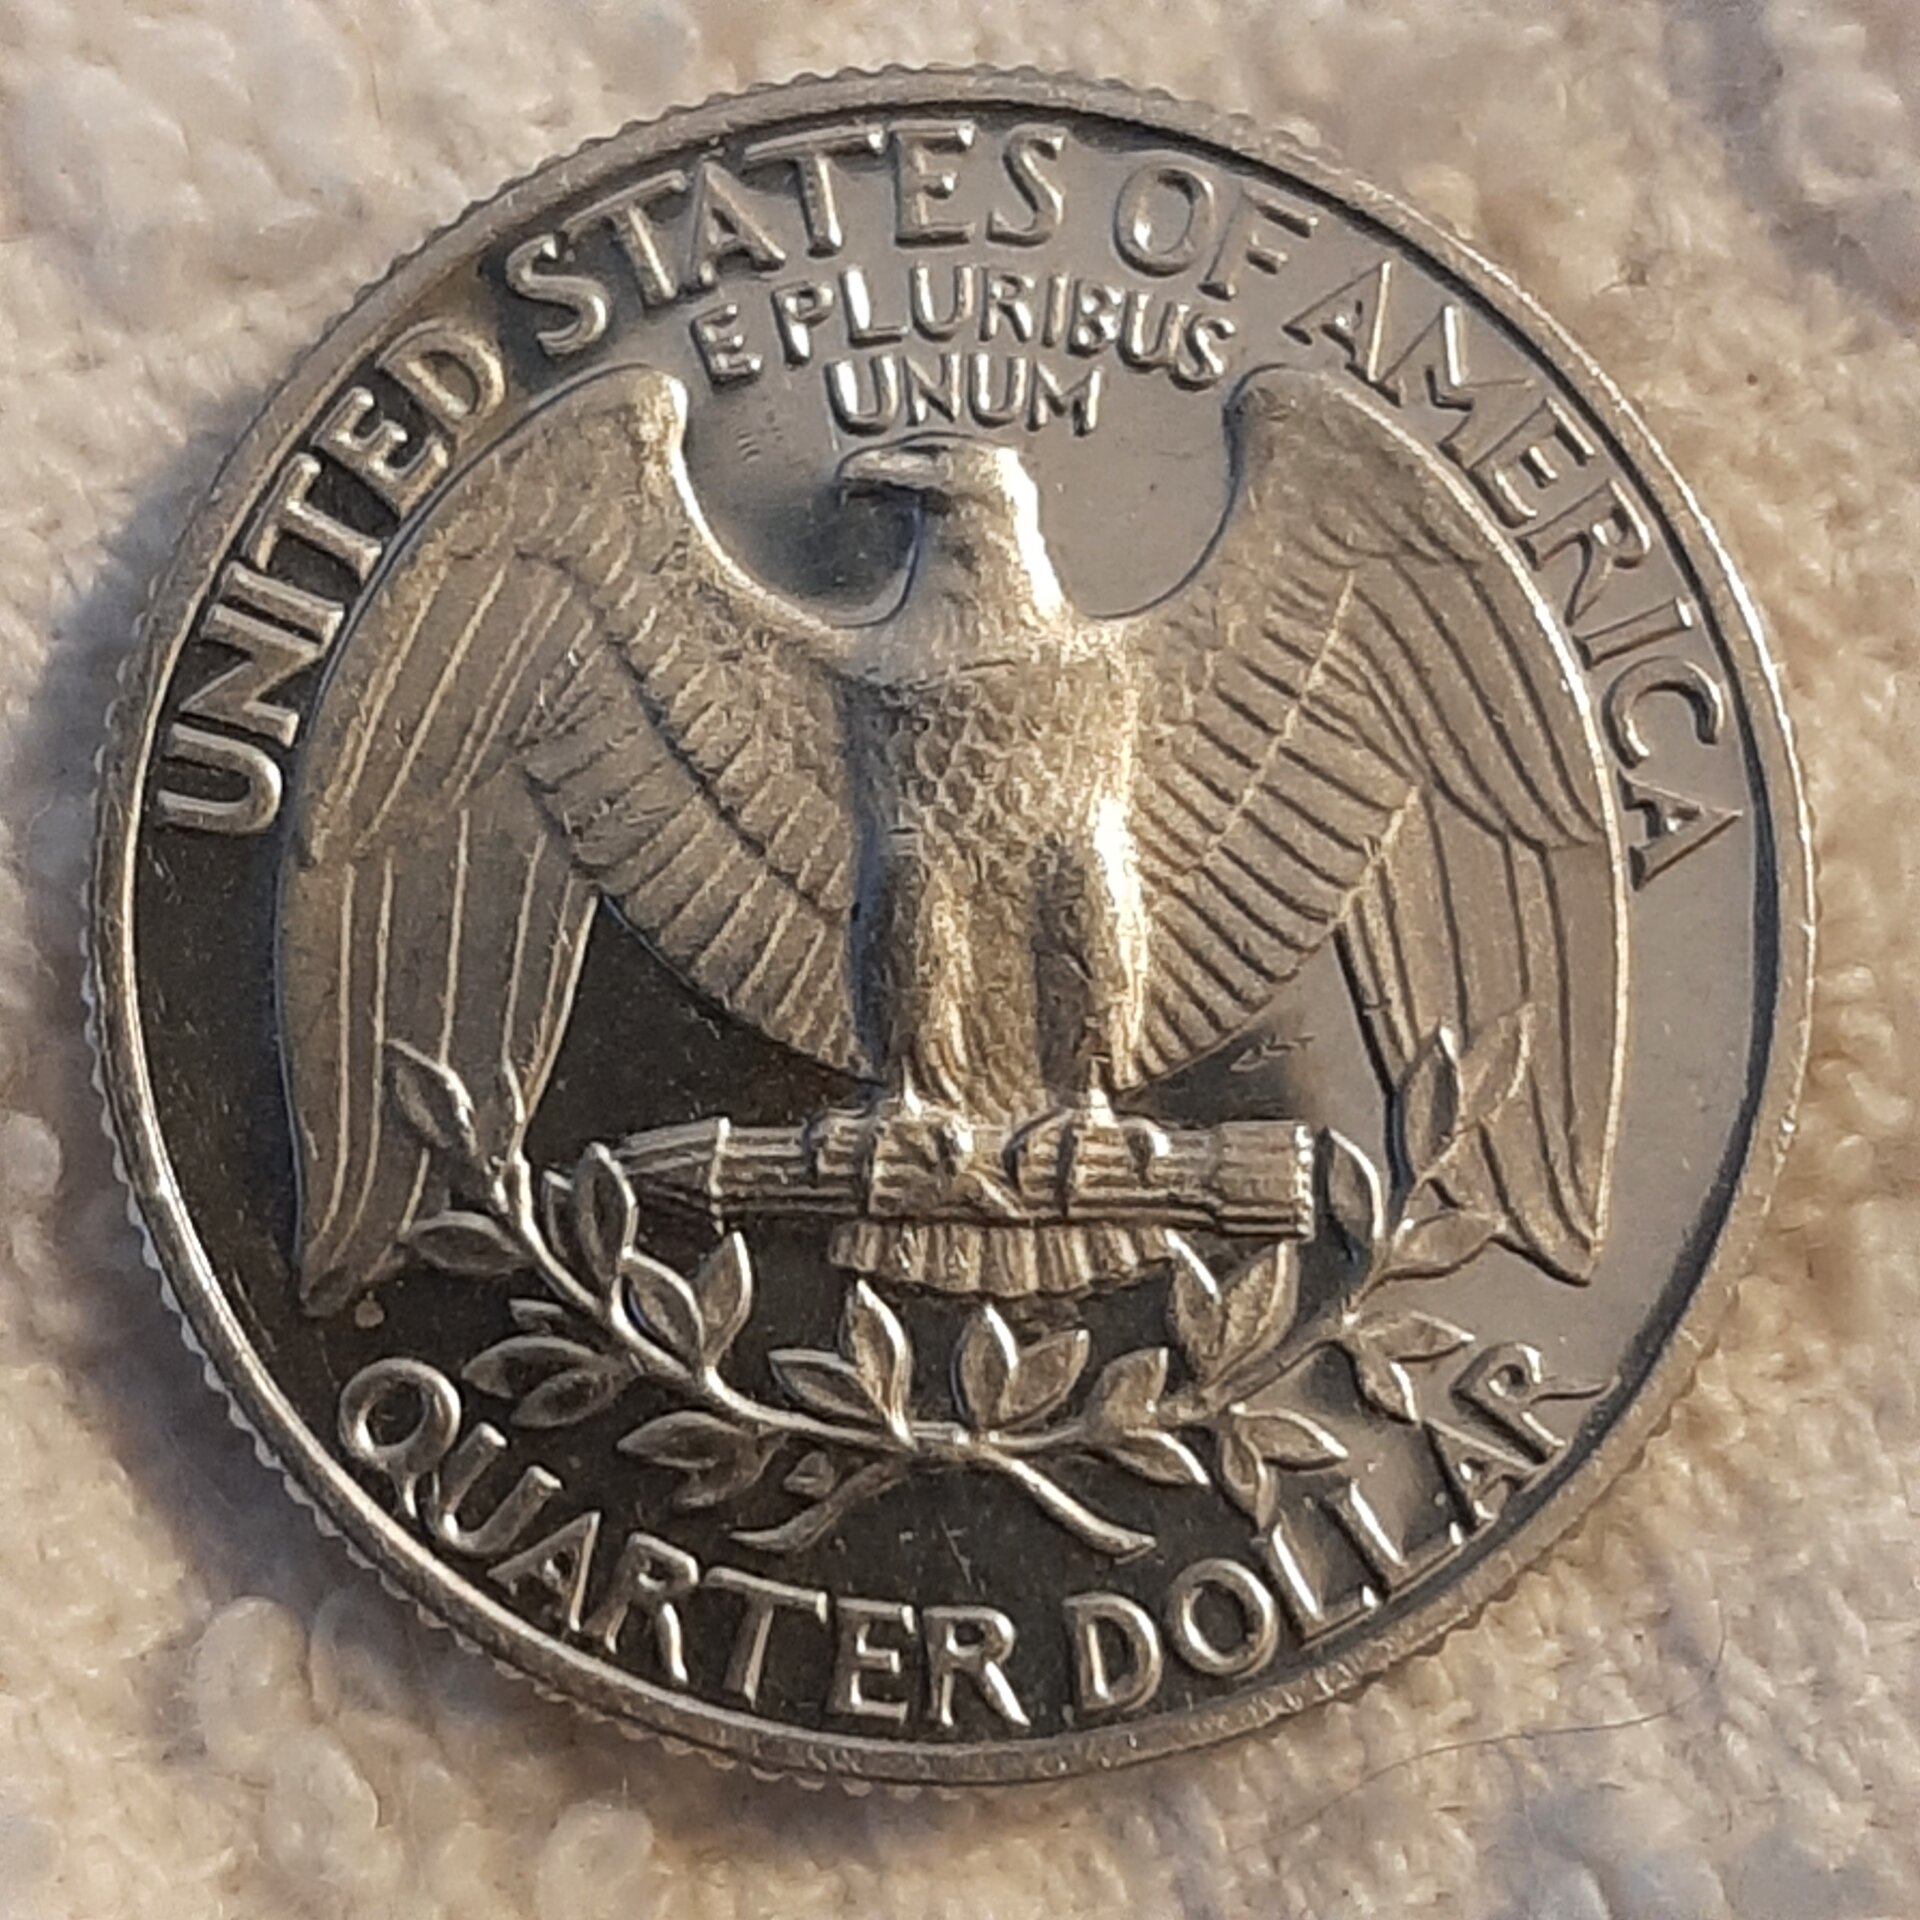 UNITED STATES OF AMERICA
E PLURIBUS
UNUM
QUARTER DOLLAR